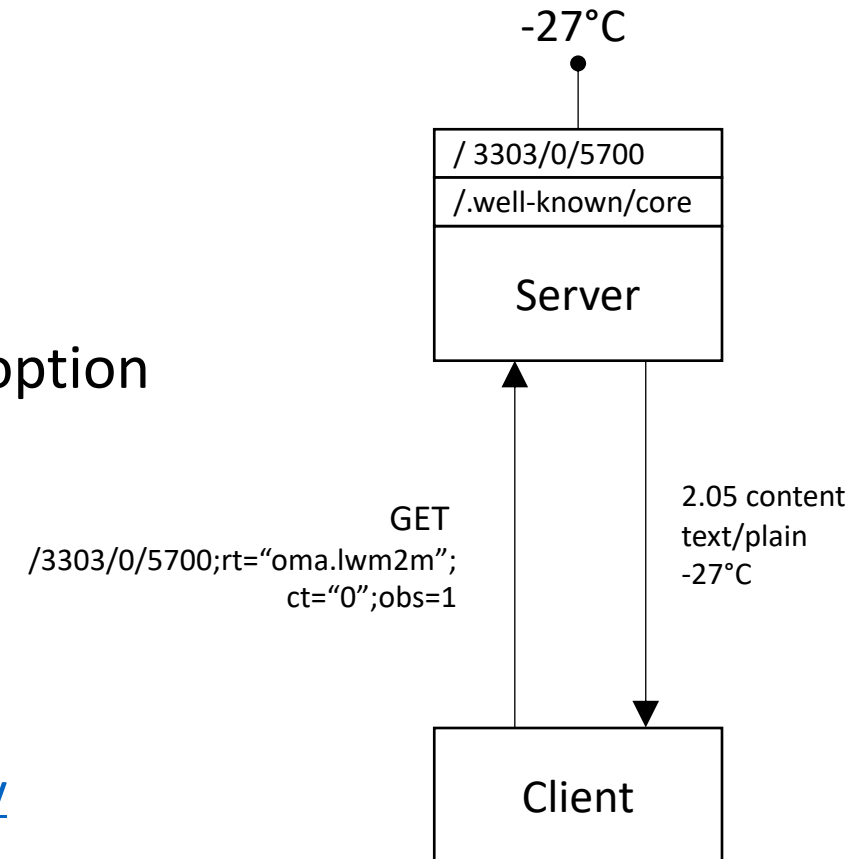 -27°C
/ 3303/0/5700
/.well-known/core
Server
option
GET
/3303/0/5700;rt=“oma.lwm2m”;
ct=“0”;obs=1
2.05 content
text/plain
-27°C
Client